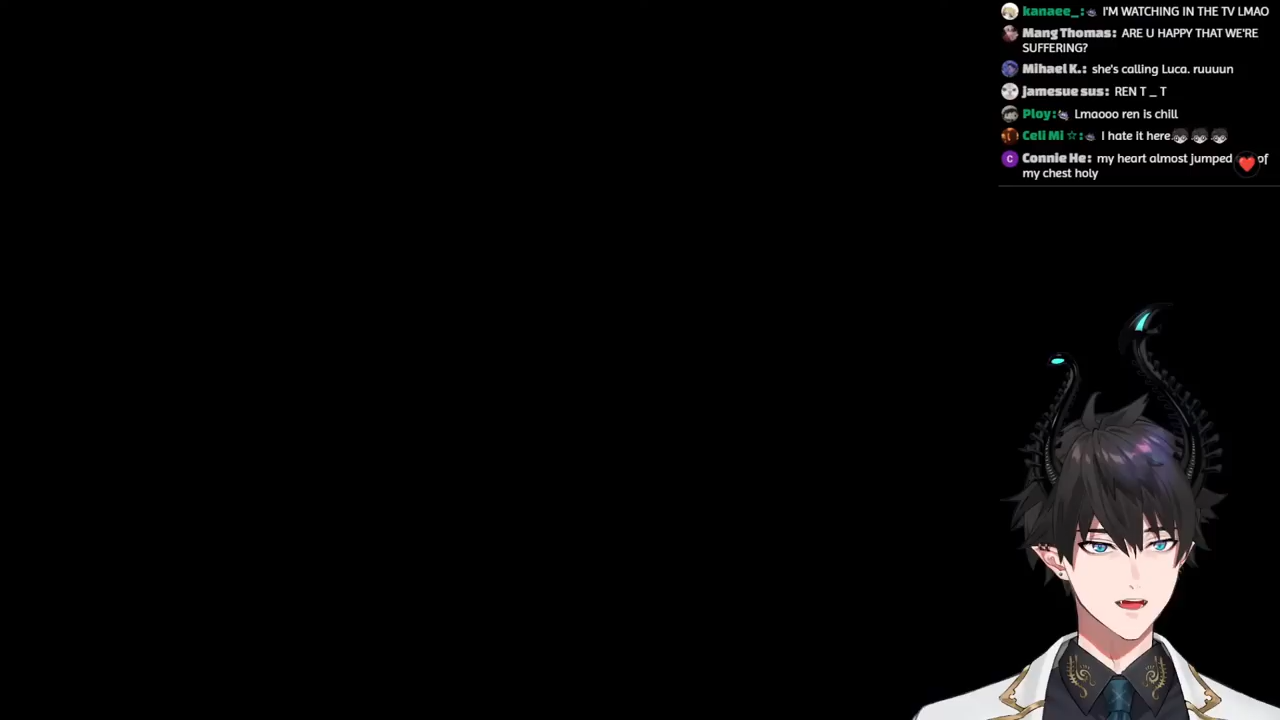 kanaee_: I'M WATCHING IN THE TV LMAO
Mang Thomas: ARE U HAPPY THAT WE'RE
SUFFERING?
Mihael K.: she's calling Luca. ruuuun
jamesue sus: REN T _ T
Ploy: Lmaooo ren is chill
Celi Mi ☆: I hate it here
C Connie He: my heart almost jumped of
my chest holy